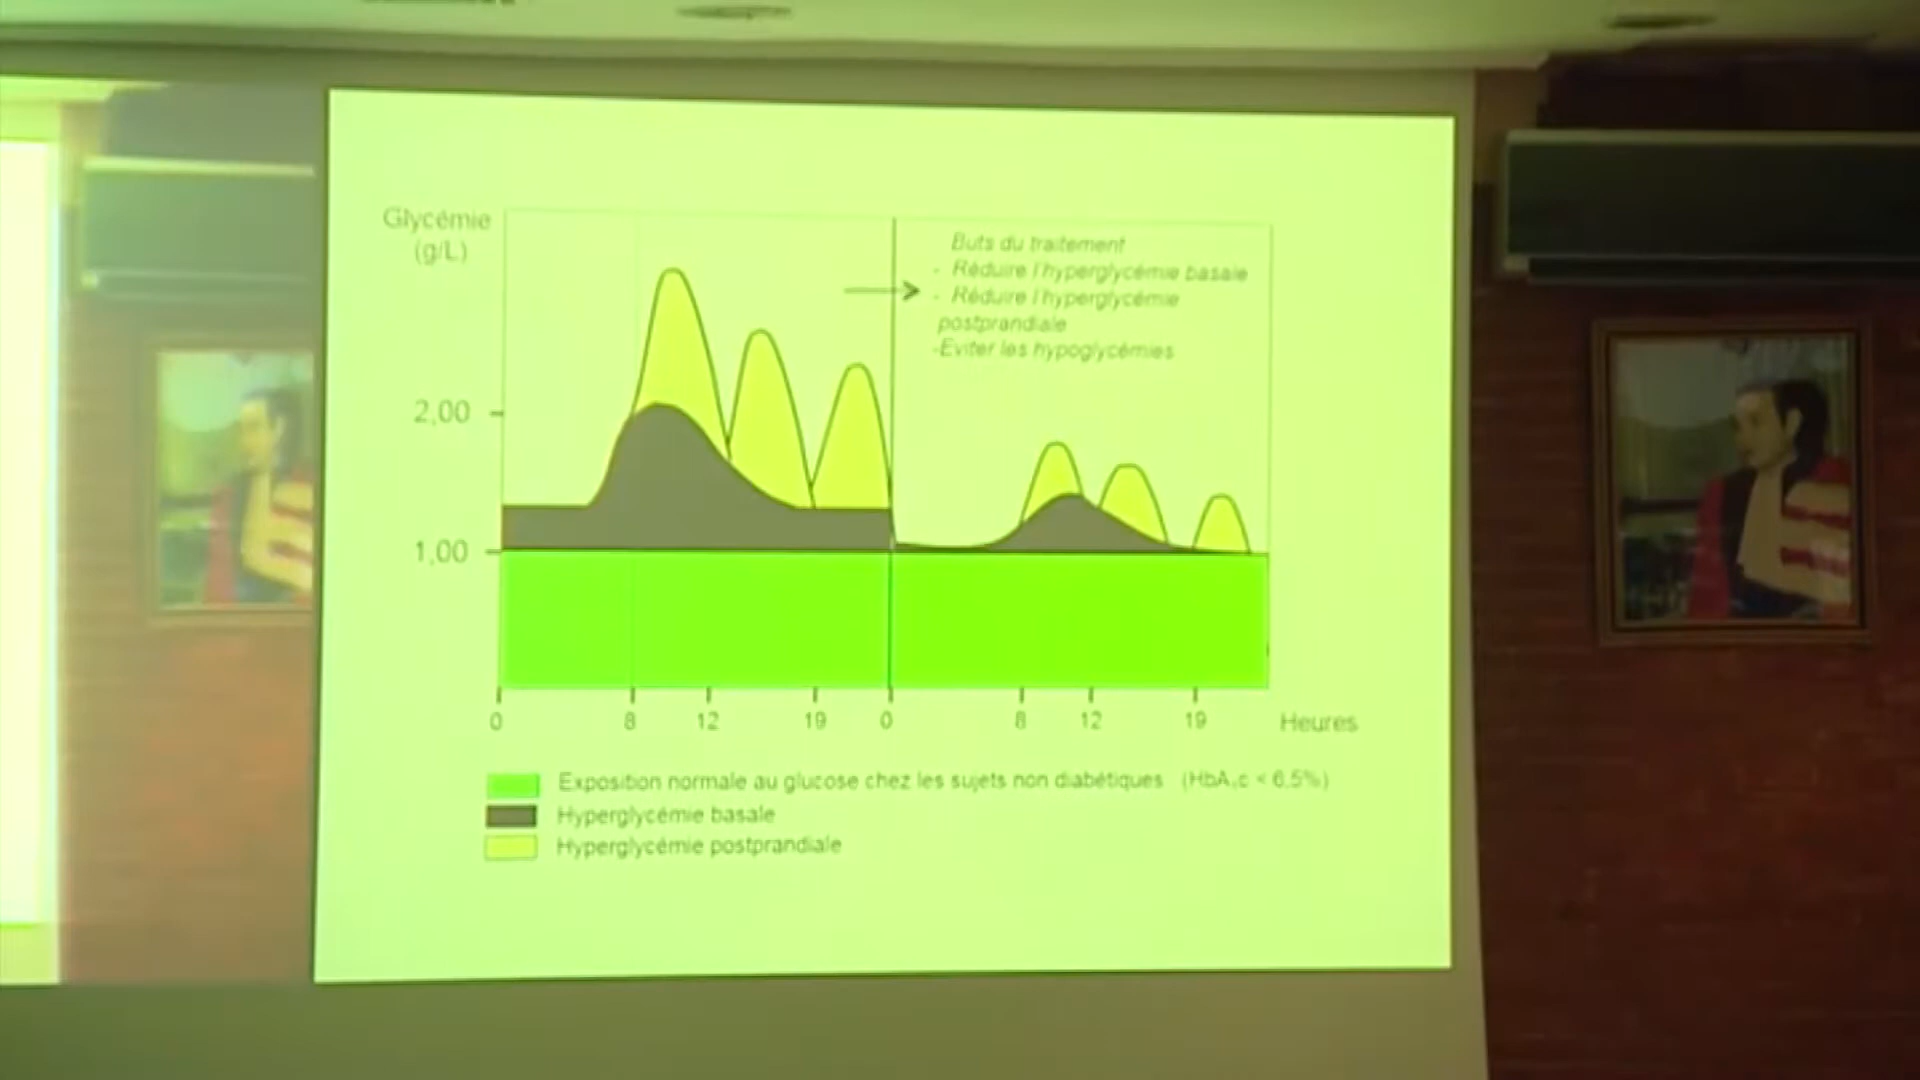 Glycémie
(g/L)
Buts du traitement
- Réduire l'hyperglycémie basale
- Réduire l'hyperglycémie
postprandiale
-Eviter les hypoglycémies
2,00
1,00
0 8 12 19 0 8 12 19 Heures
Exposition normale au glucose chez les sujets non diabétiques (HbA₁c < 6,5%)
Hyperglycémie basale
Hyperglycémie postprandiale